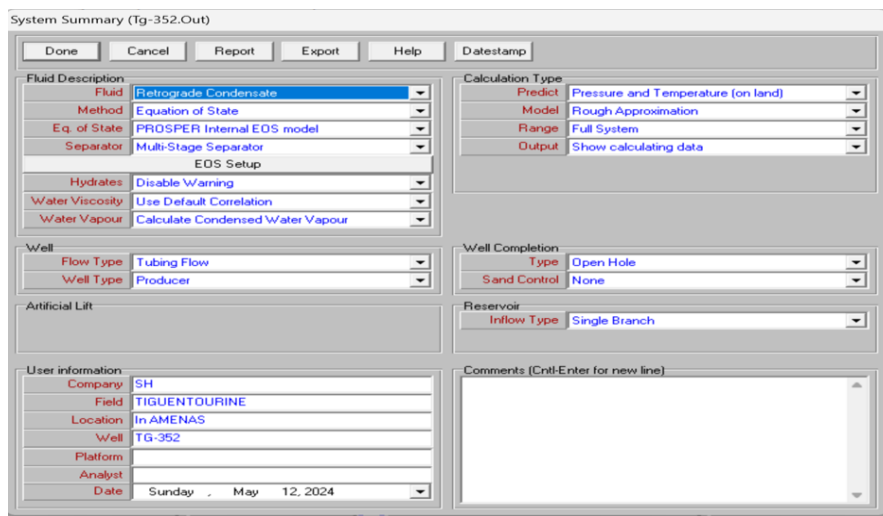 System Summary (Tg-352.Out)
Done Cancel Report Export Help Datestamp
Fluid Description
Fluid Retrograde Condensate
Method Equation of State
Eq. of State PROSPER Internal EOS model
Separator Multi-Stage Separator
EOS Setup
Hydrates Disable Warning
Water Viscosity Use Default Correlation
Water Vapour Calculate Condensed Water Vapour
Calculation Type
Predict Pressure and Temperature (on land)
Model Rough Approximation
Range Full System
Output Show calculating data
Well
Flow Type Tubing Flow
Well Type Producer
Well Completion
Type Open Hole
Sand Control None
Artificial Lift
Reservoir
Inflow Type Single Branch
User information
Company SH
Field TIGUENTOURINE
Location In AMENAS
Well TG-352
Platform
Analyst
Date Sunday , May 12, 2024
Comments (Cntl-Enter for new line)